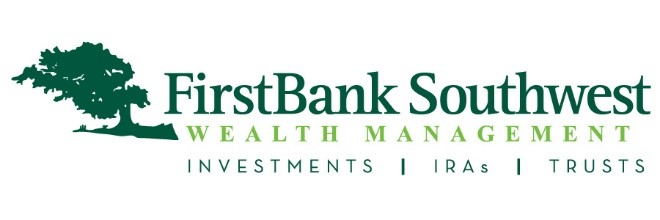 FirstBank Southwest
WEALTH MANAGEMENT
INVESTMENTS | IRAs | TRUSTS